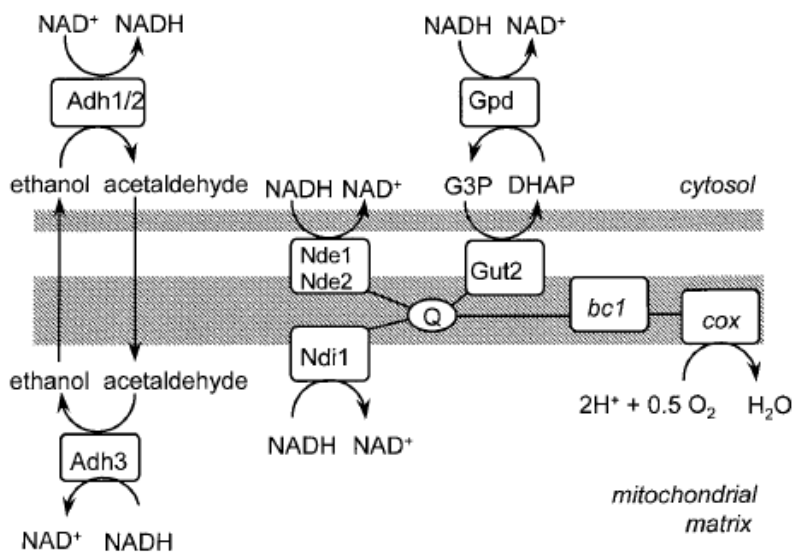 NAD⁺ NADH NADH NAD⁺
Adh1/2 Gpd
ethanol acetaldehyde NADH NAD⁺ G3P DHAP cytosol
Nde1
Nde2 Gut2
Q bc1 cox
Ndi1
ethanol acetaldehyde 2H⁺ + 0.5 O₂ H₂O
NADH NAD⁺
Adh3
mitochondrial
matrix
NAD⁺ NADH